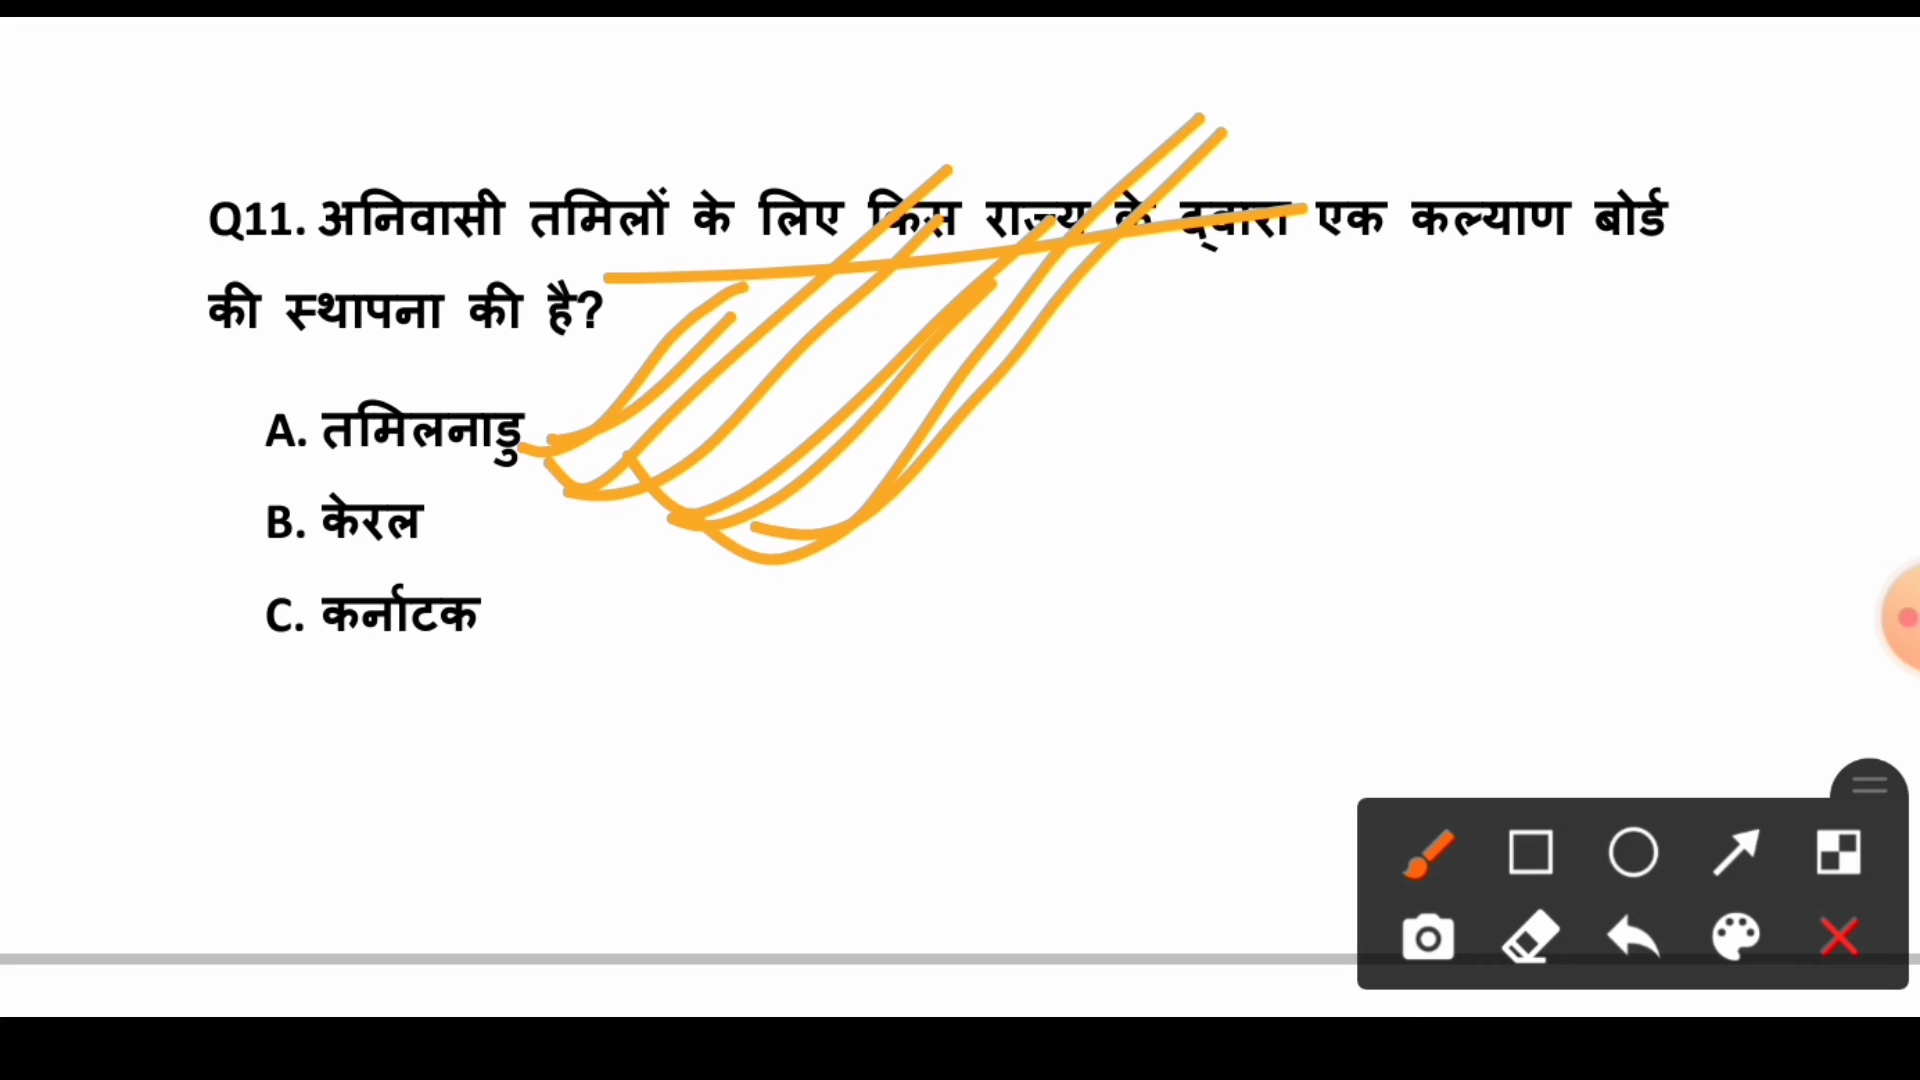 Q11. अनिवासी तमिलों के लिए किस राज्य के द्वारा एक कल्याण बोर्ड
की स्थापना की है?
A. तमिलनाडु
B. केरल
C. कर्नाटक